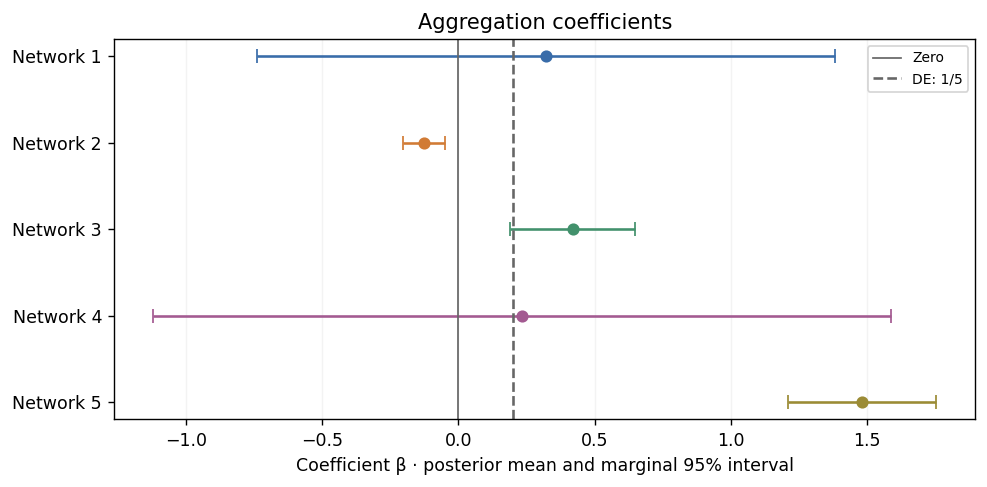 Aggregation coefficients
Network 1
Network 2
Network 3
Network 4
Network 5
Zero
DE: 1/5
−1.0
−0.5
0.0
0.5
1.0
1.5
Coefficient β · posterior mean and marginal 95% interval